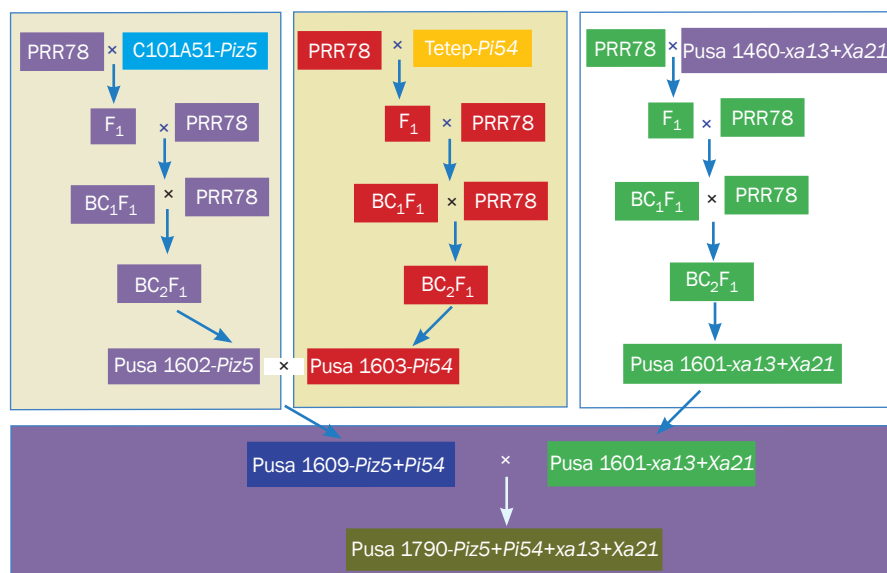 PRR78 × C101A51-Piz5
F₁ × PRR78
BC₁F₁ × PRR78
BC₂F₁
Pusa 1602-Piz5
×
PRR78 × Tetep-Pi54
F₁ × PRR78
BC₁F₁ × PRR78
BC₂F₁
Pusa 1603-Pi54
PRR78 × Pusa 1460-xa13+Xa21
F₁ × PRR78
BC₁F₁ × PRR78
BC₂F₁
Pusa 1601-xa13+Xa21
Pusa 1609-Piz5+Pi54 × Pusa 1601-xa13+Xa21
Pusa 1790-Piz5+Pi54+xa13+Xa21